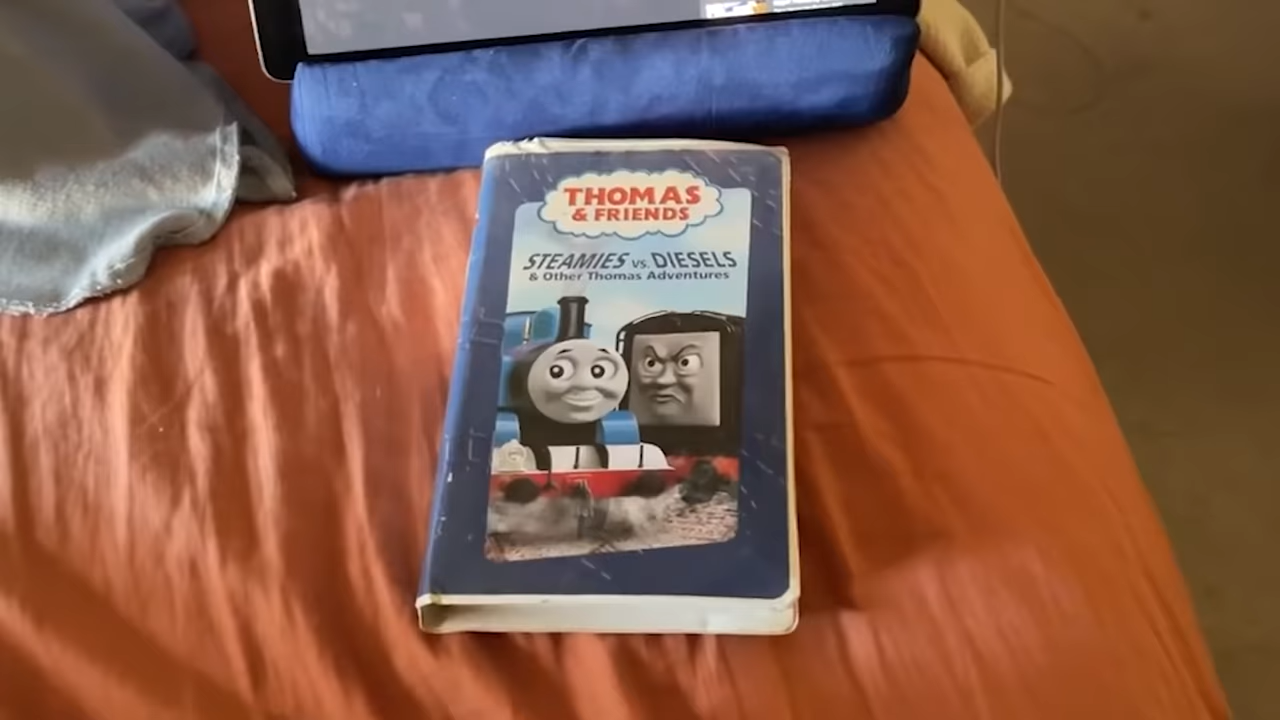 THOMAS
& FRIENDS
STEAMIES VS. DIESELS
& Other Thomas Adventures